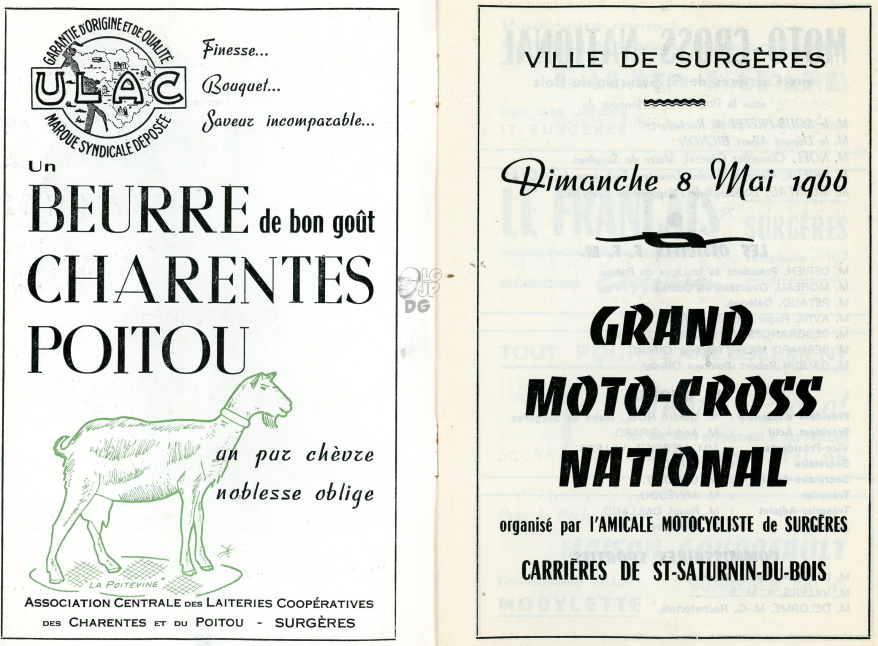 GARANTIE D'ORIGINE ET DE QUALITÉ
ULAC
MARQUE SYNDICALE DÉPOSÉE
Finesse...
Bouquet...
Saveur incomparable...
Un
BEURRE de bon goût
CHARENTES
POITOU
un pur chèvre
noblesse oblige
"LA POITEVINE"
ASSOCIATION CENTRALE DES LAITERIES COOPÉRATIVES
DES CHARENTES ET DU POITOU - SURGÈRES
LG
JP
DG
VILLE DE SURGÈRES
Dimanche 8 Mai 1966
GRAND
MOTO-CROSS
NATIONAL
organisé par l'AMICALE MOTOCYCLISTE de SURGÈRES
CARRIÈRES DE ST-SATURNIN-DU-BOIS